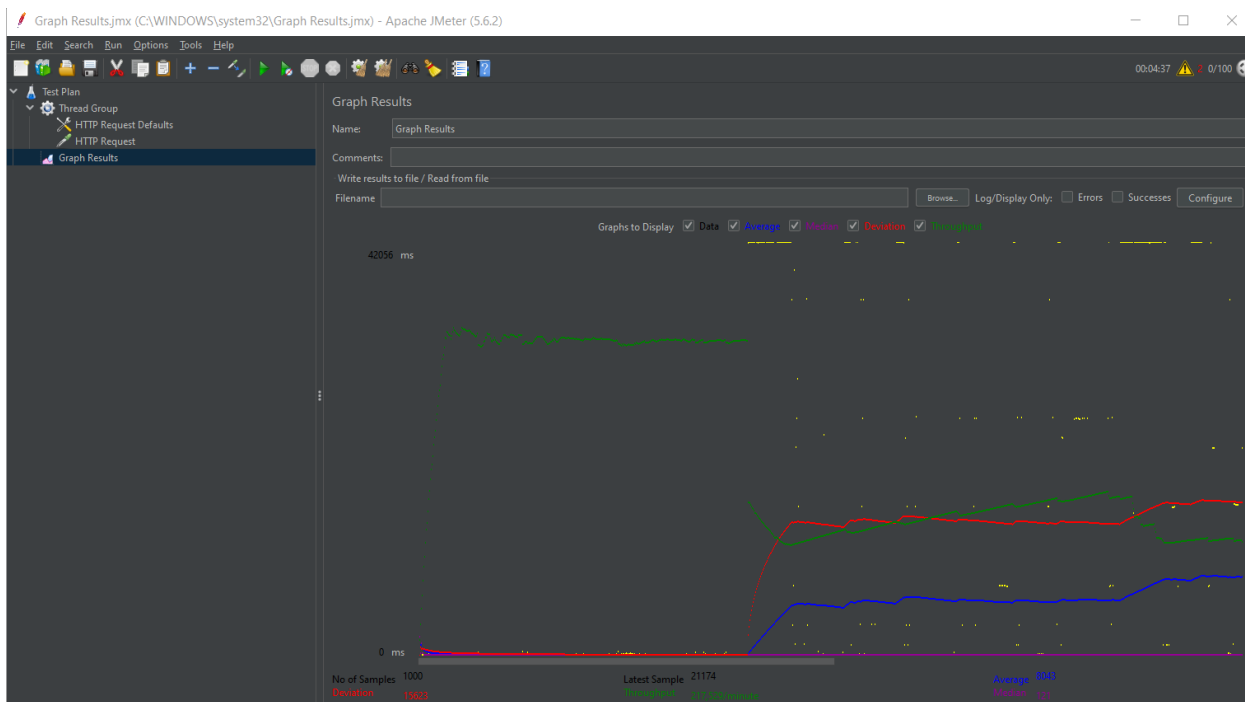 Graph Results.jmx (C:\WINDOWS\system32\Graph Results.jmx) - Apache JMeter (5.6.2)
File Edit Search Run Options Tools Help
00:04:37 2 0/100
Test Plan
Thread Group
HTTP Request Defaults
HTTP Request
Graph Results
Graph Results
Name: Graph Results
Comments:
Write results to file / Read from file
Filename Browse... Log/Display Only: Errors Successes Configure
Graphs to Display Data Average Median Deviation Throughput
42056 ms
0 ms
No of Samples 1000 Latest Sample 21174 Average 8043
Deviation 15823 Throughput Median